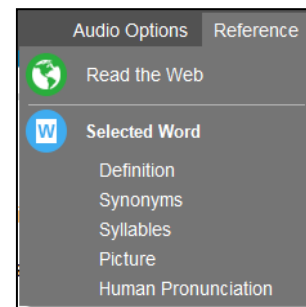 Audio Options Reference
Read the Web
W Selected Word
Definition
Synonyms
Syllables
Picture
Human Pronunciation